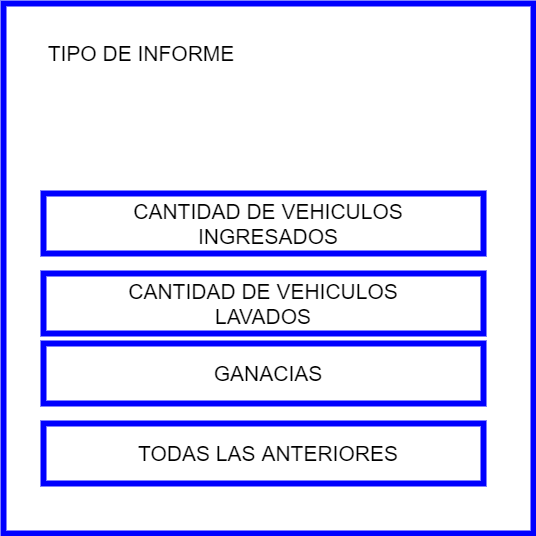 TIPO DE INFORME
CANTIDAD DE VEHICULOS
INGRESADOS
CANTIDAD DE VEHICULOS
LAVADOS
GANACIAS
TODAS LAS ANTERIORES